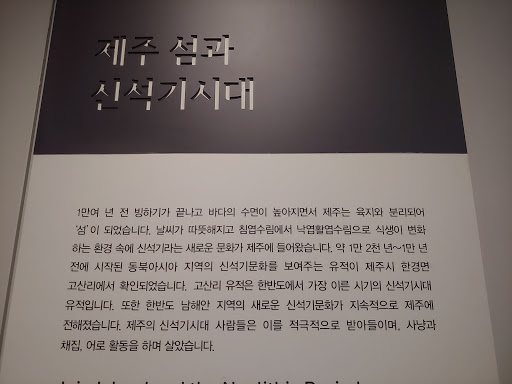 제주 섬과
신석기시대
1만여 년 전 빙하기가 끝나고 바다의 수면이 높아지면서 제주는 육지와 분리되어
'섬'이 되었습니다. 날씨가 따뜻해지고 침엽수림에서 낙엽활엽수림으로 식생이 변화
하는 환경 속에 신석기라는 새로운 문화가 제주에 들어왔습니다. 약 1만 2천 년~1만 년
전에 시작된 동북아시아 지역의 신석기문화를 보여주는 유적이 제주시 한경면
고산리에서 확인되었습니다. 고산리 유적은 한반도에서 가장 이른 시기의 신석기시대
유적입니다. 또한 한반도 남해안 지역의 새로운 신석기문화가 지속적으로 제주에
전해졌습니다. 제주의 신석기시대 사람들은 이를 적극적으로 받아들이며, 사냥과
채집, 어로 활동을 하며 살았습니다.